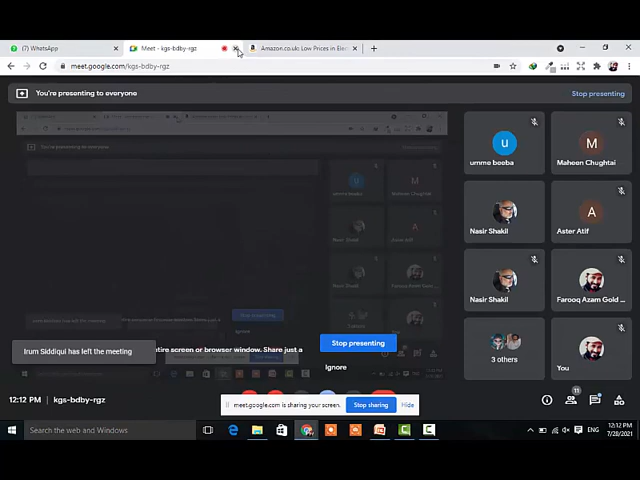 (7) WhatsApp
Meet - kgs-bdby-rgz
Amazon.co.uk: Low Prices in Elec
meet.google.com/kgs-bdby-rgz
You're presenting to everyone
Stop presenting
u
umme beeba
M
Maheen Chughtai
Nasir Shakil
A
Aster Atif
Nasir Shakil
Farooq Azam Gold ...
3 others
You
Irum Siddiqui has left the meeting
ntire screen or browser window. Share just a
Stop presenting
Ignore
12:12 PM | kgs-bdby-rgz
11
meet.google.com is sharing your screen.
Stop sharing
Hide
Search the web and Windows
ENG
12:12 PM
7/28/2021